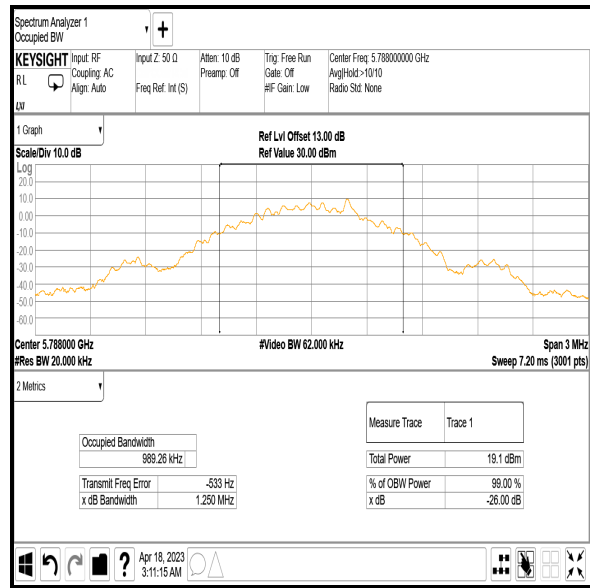 Spectrum Analyzer 1
Occupied BW
KEYSIGHT
RL
LXI
Input: RF
Coupling: AC
Align: Auto
Input Z: 50 Ω
Freq Ref: Int (S)
Atten: 10 dB
Preamp: Off
Trig: Free Run
Gate: Off
#IF Gain: Low
Center Freq: 5.788000000 GHz
Avg|Hold:>10/10
Radio Std: None
1 Graph
Scale/Div 10.0 dB
Ref Lvl Offset 13.00 dB
Ref Value 30.00 dBm
Log
20.0
10.0
0.00
-10.0
-20.0
-30.0
-40.0
-50.0
-60.0
Center 5.788000 GHz
#Res BW 20.000 kHz
#Video BW 62.000 kHz
Span 3 MHz
Sweep 7.20 ms (3001 pts)
2 Metrics
Measure Trace Trace 1
Occupied Bandwidth
989.26 kHz
Total Power 19.1 dBm
Transmit Freq Error -533 Hz
% of OBW Power 99.00 %
x dB Bandwidth 1.250 MHz
x dB -26.00 dB
?
Apr 18, 2023
3:11:15 AM